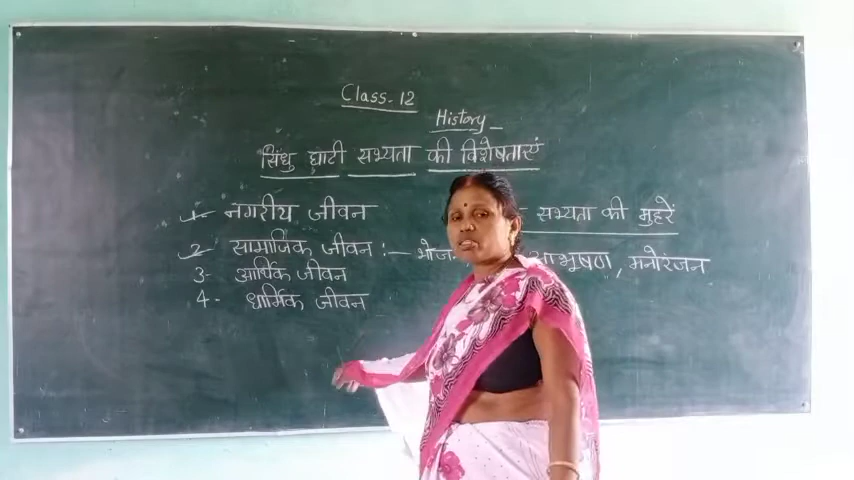 Class-12
History
सिंधु घाटी सभ्यता की विशेषताएं
1- नगरीय जीवन - सभ्यता की मुहरें
2- सामाजिक जीवन :- आभूषण, मनोरंजन
3- आर्थिक जीवन
4- धार्मिक जीवन